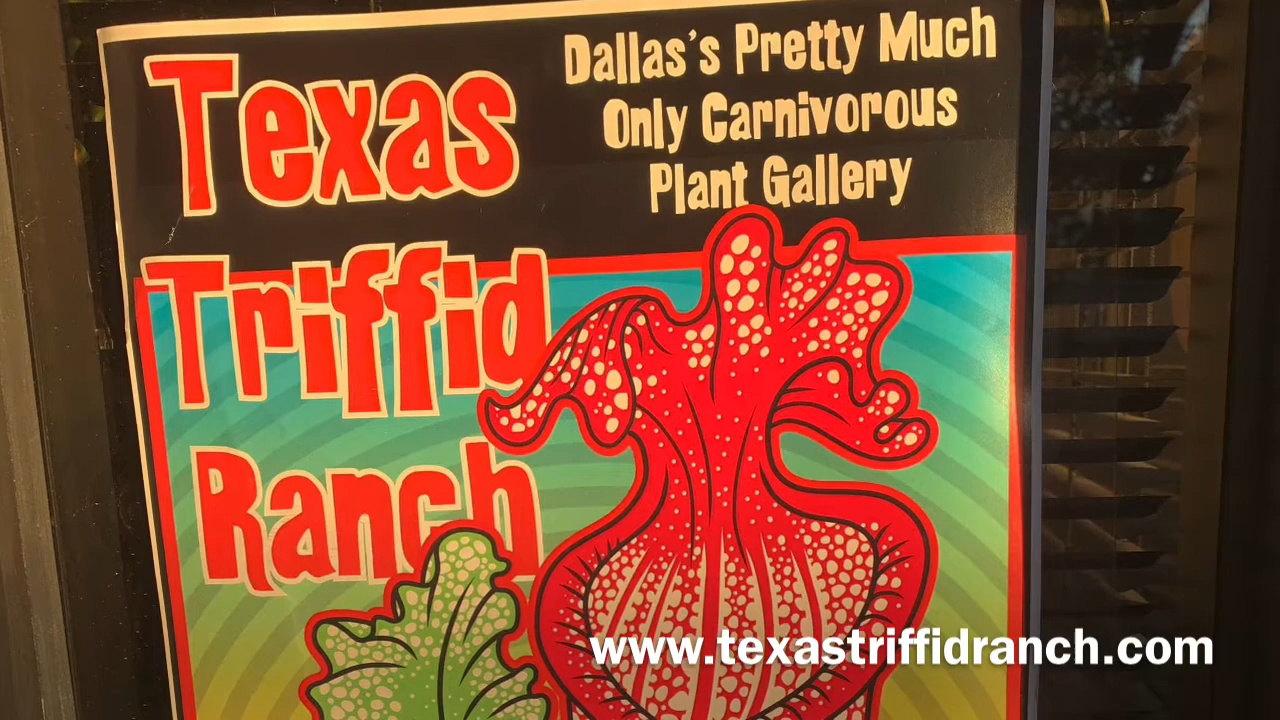 Texas
Triffid
Ranch
Dallas's Pretty Much
Only Carnivorous
Plant Gallery
www.texastriffidranch.com